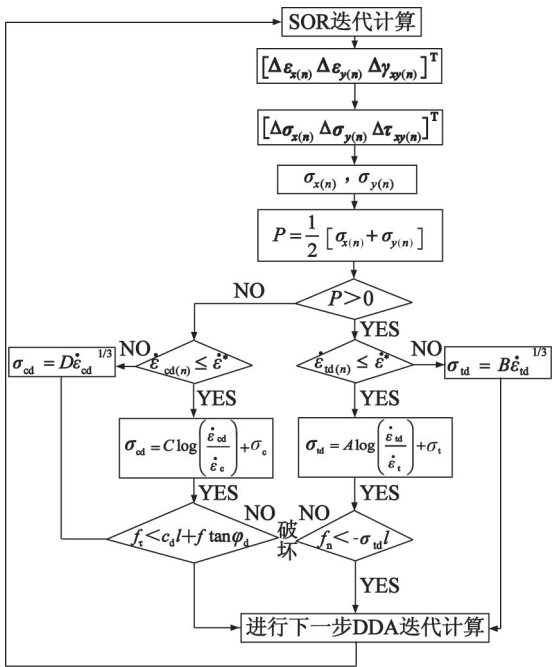 SOR迭代计算
[Δε_x(n) Δε_y(n) Δγ_xy(n)]^T
[Δσ_x(n) Δσ_y(n) Δτ_xy(n)]^T
σ_x(n) , σ_y(n)
P=1/2 [σ_x(n)+σ_y(n)]
P>0
NO
YES
ε̇_cd(n) ≤ ε̇*
NO
σ_cd = Dε̇_cd^1/3
ε̇_td(n) ≤ ε̇*
NO
σ_td = Bε̇_td^1/3
YES
YES
σ_cd = C log(ε̇_cd/ε̇_c)+σ_c
σ_td = A log(ε̇_td/ε̇_t)+σ_t
YES
YES
f_τ<c_d l+f tanφ_d
NO
破坏
NO
f_n<-σ_td l
YES
进行下一步DDA迭代计算